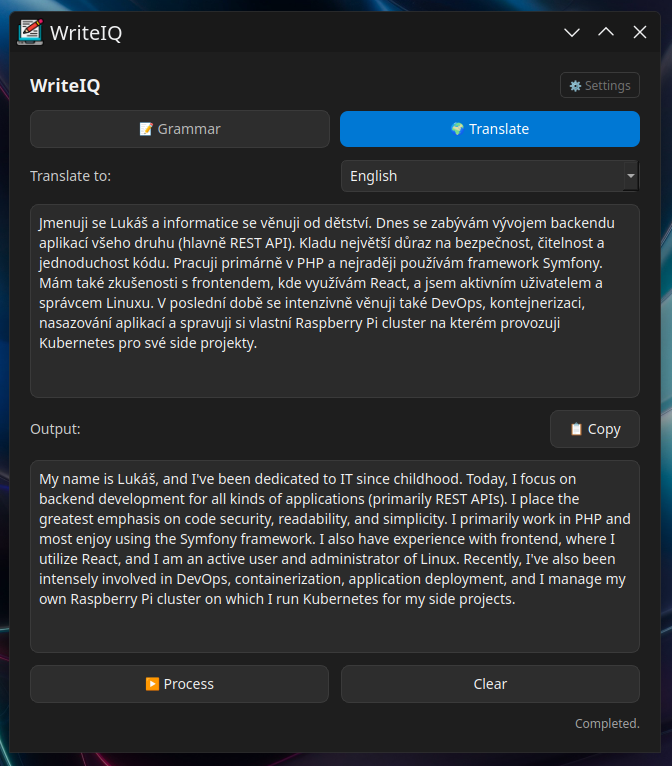 WriteIQ
WriteIQ
⚙️ Settings
📝 Grammar
🌍 Translate
Translate to:
English
Jmenuji se Lukáš a informatice se věnuji od dětství. Dnes se zabývám vývojem backendu
aplikací všeho druhu (hlavně REST API). Kladu největší důraz na bezpečnost, čitelnost a
jednoduchost kódu. Pracuji primárně v PHP a nejraději používám framework Symfony.
Mám také zkušenosti s frontendem, kde využívám React, a jsem aktivním uživatelem a
správcem Linuxu. V poslední době se intenzivně věnuji také DevOps, kontejnerizaci,
nasazování aplikací a spravuji si vlastní Raspberry Pi cluster na kterém provozuji
Kubernetes pro své side projekty.
Output:
📋 Copy
My name is Lukáš, and I've been dedicated to IT since childhood. Today, I focus on
backend development for all kinds of applications (primarily REST APIs). I place the
greatest emphasis on code security, readability, and simplicity. I primarily work in PHP and
most enjoy using the Symfony framework. I also have experience with frontend, where I
utilize React, and I am an active user and administrator of Linux. Recently, I've also been
intensely involved in DevOps, containerization, application deployment, and I manage my
own Raspberry Pi cluster on which I run Kubernetes for my side projects.
▶️ Process
Clear
Completed.